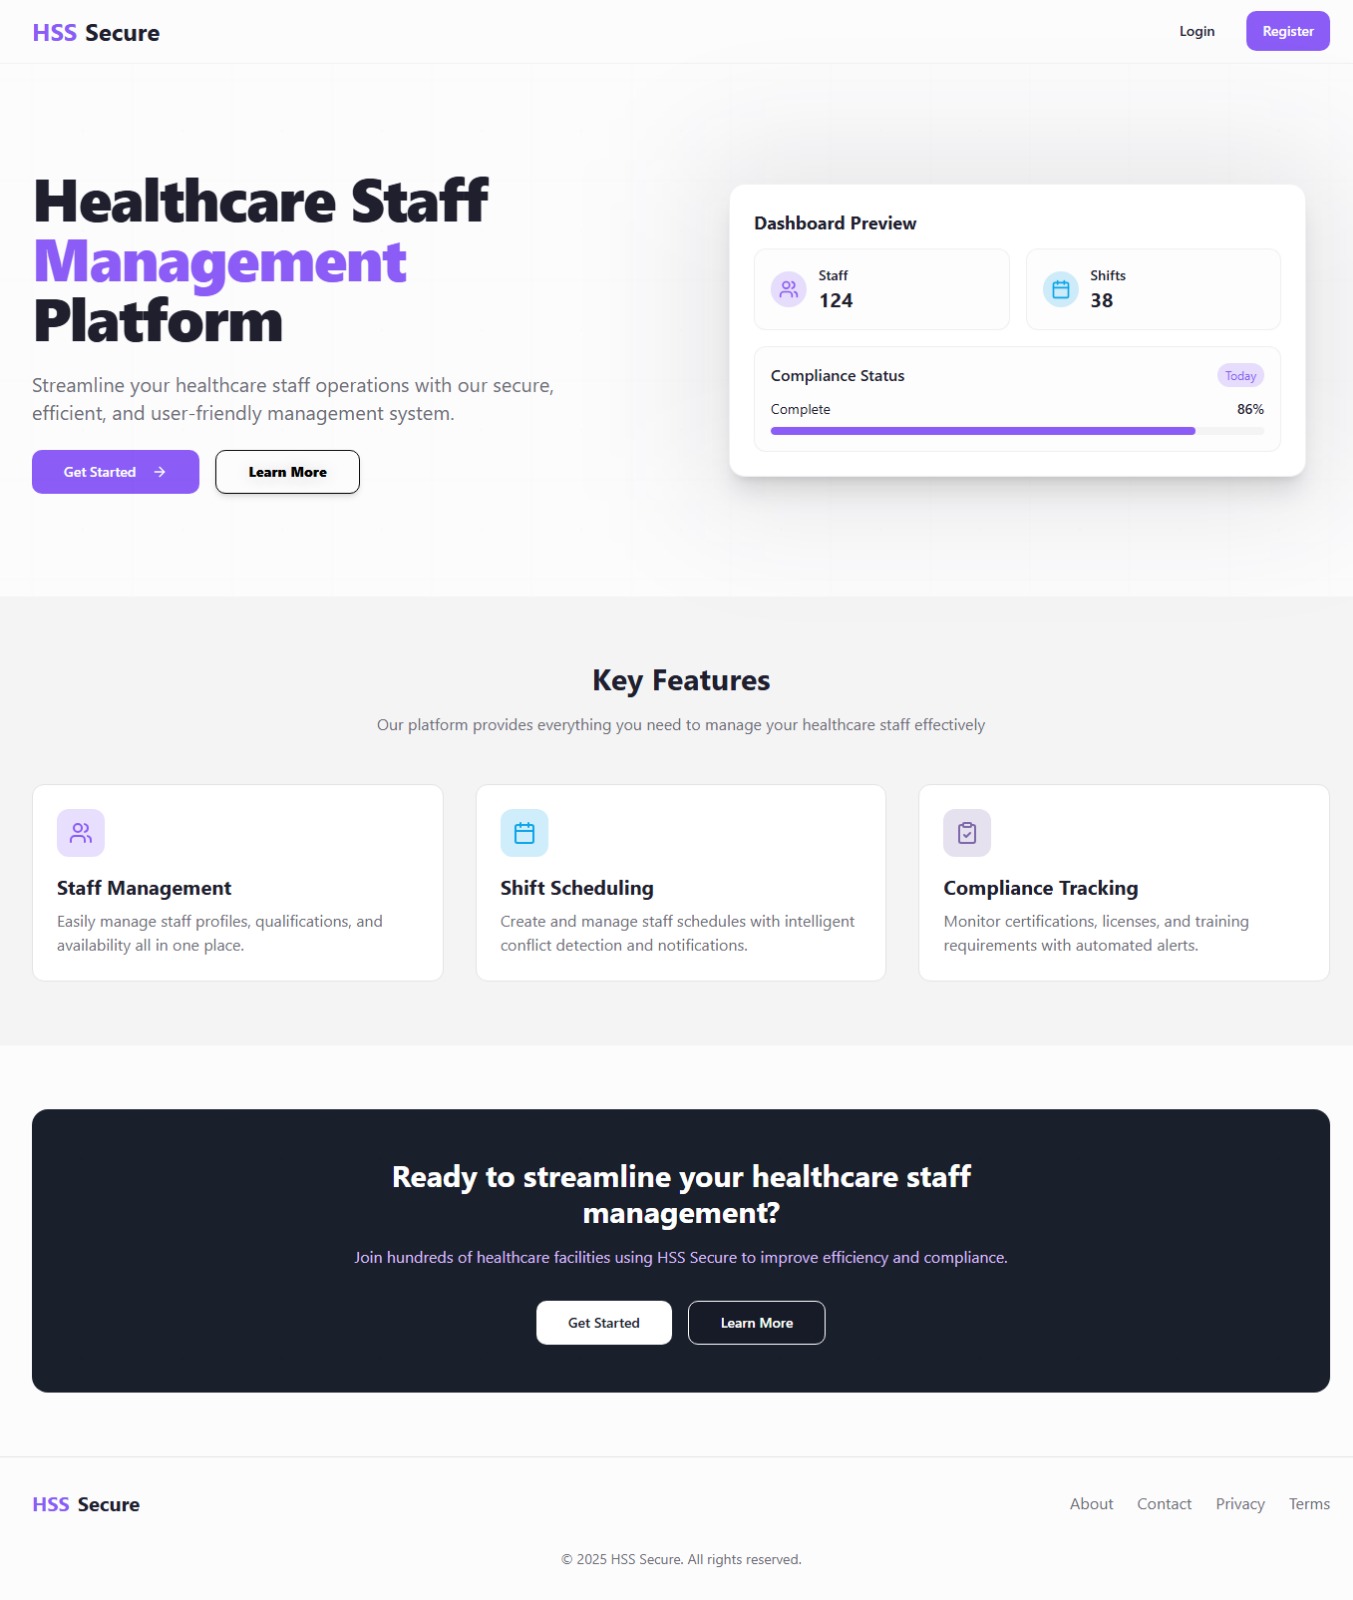 HSS Secure
Login
Register
Healthcare Staff
Management
Platform
Streamline your healthcare staff operations with our secure,
efficient, and user-friendly management system.
Get Started
Learn More
Dashboard Preview
Staff
124
Shifts
38
Compliance Status
Today
Complete
86%
Key Features
Our platform provides everything you need to manage your healthcare staff effectively
Staff Management
Easily manage staff profiles, qualifications, and
availability all in one place.
Shift Scheduling
Create and manage staff schedules with intelligent
conflict detection and notifications.
Compliance Tracking
Monitor certifications, licenses, and training
requirements with automated alerts.
Ready to streamline your healthcare staff
management?
Join hundreds of healthcare facilities using HSS Secure to improve efficiency and compliance.
Get Started
Learn More
HSS Secure
About
Contact
Privacy
Terms
© 2025 HSS Secure. All rights reserved.